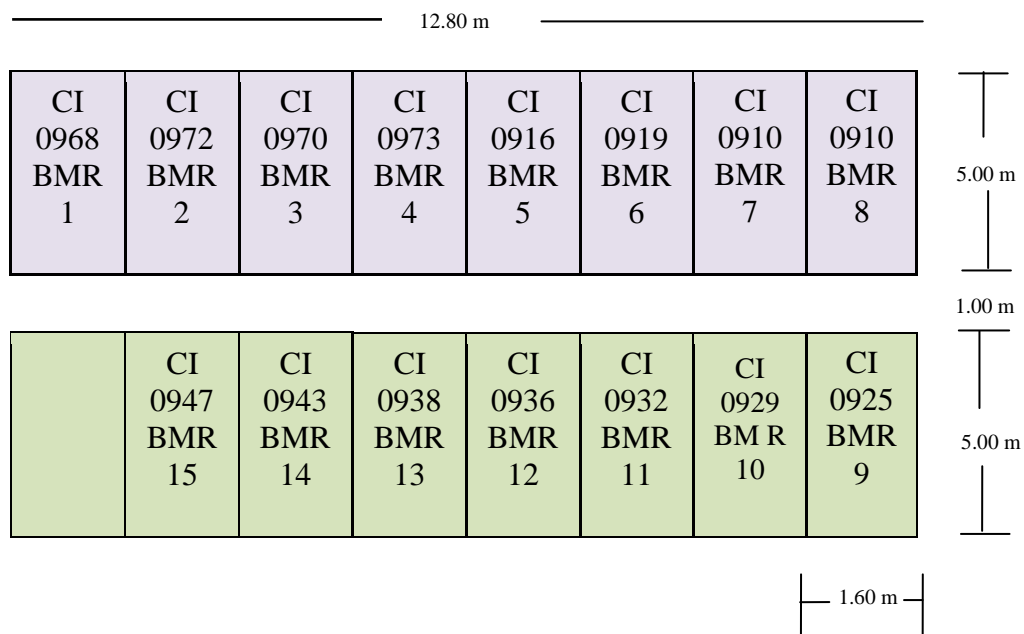 12.80 m
CI
0968
BMR
1
CI
0972
BMR
2
CI
0970
BMR
3
CI
0973
BMR
4
CI
0916
BMR
5
CI
0919
BMR
6
CI
0910
BMR
7
CI
0910
BMR
8
5.00 m
1.00 m
CI
0947
BMR
15
CI
0943
BMR
14
CI
0938
BMR
13
CI
0936
BMR
12
CI
0932
BMR
11
CI
0929
BM R
10
CI
0925
BMR
9
5.00 m
1.60 m